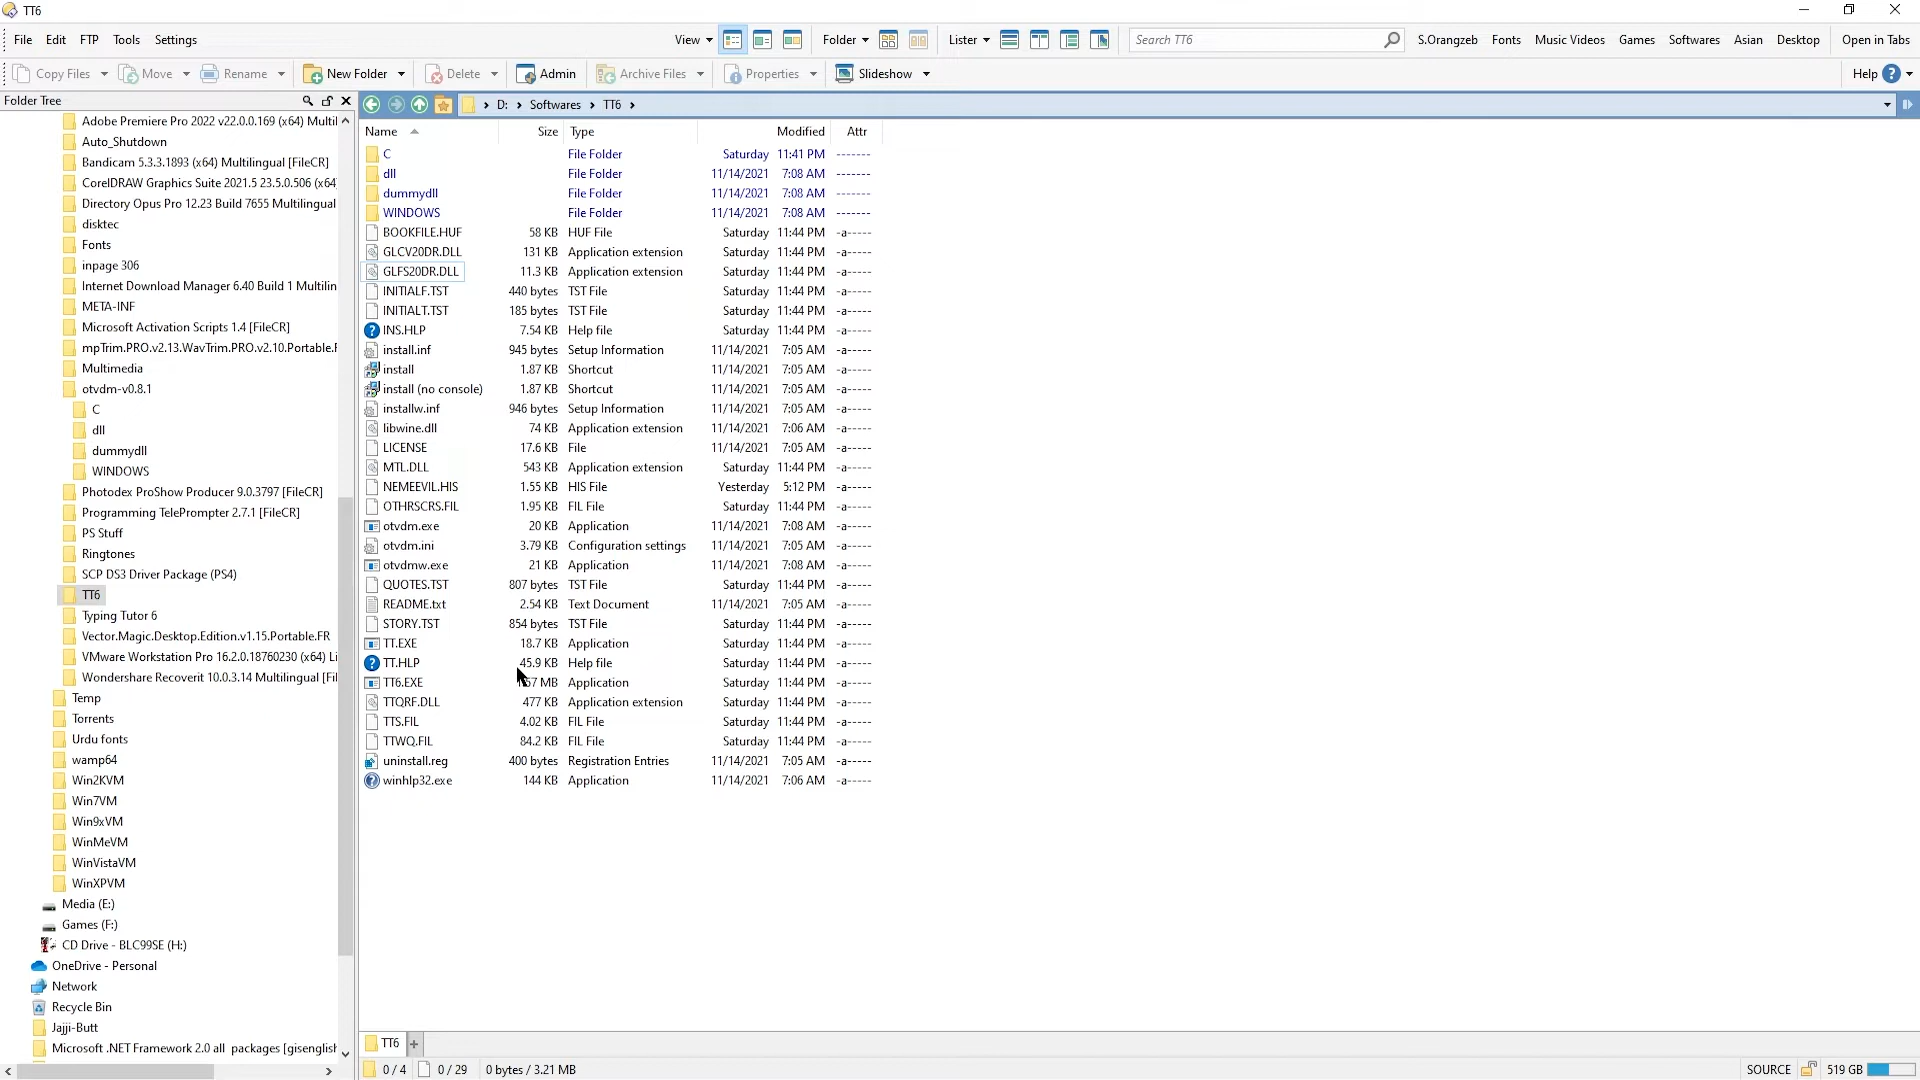 TT6
File Edit FTP Tools Settings
View Folder Lister Search TT6 S.Orangzeb Fonts Music Videos Games Softwares Asian Desktop Open in Tabs
Copy Files Move Rename New Folder Delete Admin Archive Files Properties Slideshow Help
Folder Tree
Adobe Premiere Pro 2022 v22.0.0.169 (x64) Multil
Auto_Shutdown
Bandicam 5.3.3.1893 (x64) Multilingual [FileCR]
CorelDRAW Graphics Suite 2021.5 23.5.0.506 (x64)
Directory Opus Pro 12.23 Build 7655 Multilingual
disktec
Fonts
inpage 306
Internet Download Manager 6.40 Build 1 Multilin
META-INF
Microsoft Activation Scripts 1.4 [FileCR]
mpTrim.PRO.v2.13.WavTrim.PRO.v2.10.Portable.F
Multimedia
otvdm-v0.8.1
C
dll
dummydll
WINDOWS
Photodex ProShow Producer 9.0.3797 [FileCR]
Programming TelePrompter 2.7.1 [FileCR]
PS Stuff
Ringtones
SCP DS3 Driver Package (PS4)
TT6
Typing Tutor 6
Vector.Magic.Desktop.Edition.v1.15.Portable.FR
VMware Workstation Pro 16.2.0.18760230 (x64) Li
Wondershare Recoverit 10.0.3.14 Multilingual [Fil
Temp
Torrents
Urdu fonts
wamp64
Win2KVM
Win7VM
Win9xVM
WinMeVM
WinVistaVM
WinXPVM
Media (E:)
Games (F:)
CD Drive - BLC99SE (H:)
OneDrive - Personal
Network
Recycle Bin
Jajji-Butt
Microsoft .NET Framework 2.0 all packages [gisenglish
D: › Softwares › TT6 ›
Name Size Type Modified Attr
C File Folder Saturday 11:41 PM -------
dll File Folder 11/14/2021 7:08 AM -------
dummydll File Folder 11/14/2021 7:08 AM -------
WINDOWS File Folder 11/14/2021 7:08 AM -------
BOOKFILE.HUF 58 KB HUF File Saturday 11:44 PM -a-----
GLCV20DR.DLL 131 KB Application extension Saturday 11:44 PM -a-----
GLFS20DR.DLL 11.3 KB Application extension Saturday 11:44 PM -a-----
INITIALF.TST 440 bytes TST File Saturday 11:44 PM -a-----
INITIALT.TST 185 bytes TST File Saturday 11:44 PM -a-----
INS.HLP 7.54 KB Help file Saturday 11:44 PM -a-----
install.inf 945 bytes Setup Information 11/14/2021 7:05 AM -a-----
install 1.87 KB Shortcut 11/14/2021 7:05 AM -a-----
install (no console) 1.87 KB Shortcut 11/14/2021 7:05 AM -a-----
installw.inf 946 bytes Setup Information 11/14/2021 7:05 AM -a-----
libwine.dll 74 KB Application extension 11/14/2021 7:06 AM -a-----
LICENSE 17.6 KB File 11/14/2021 7:05 AM -a-----
MTL.DLL 543 KB Application extension Saturday 11:44 PM -a-----
NEMEEVIL.HIS 1.55 KB HIS File Yesterday 5:12 PM -a-----
OTHRSCRS.FIL 1.95 KB FIL File Saturday 11:44 PM -a-----
otvdm.exe 20 KB Application 11/14/2021 7:08 AM -a-----
otvdm.ini 3.79 KB Configuration settings 11/14/2021 7:05 AM -a-----
otvdmw.exe 21 KB Application 11/14/2021 7:08 AM -a-----
QUOTES.TST 807 bytes TST File Saturday 11:44 PM -a-----
README.txt 2.54 KB Text Document 11/14/2021 7:05 AM -a-----
STORY.TST 854 bytes TST File Saturday 11:44 PM -a-----
TT.EXE 18.7 KB Application Saturday 11:44 PM -a-----
TT.HLP 45.9 KB Help file Saturday 11:44 PM -a-----
TT6.EXE MB Application Saturday 11:44 PM -a-----
TTQRF.DLL 477 KB Application extension Saturday 11:44 PM -a-----
TTS.FIL 4.02 KB FIL File Saturday 11:44 PM -a-----
TTWQ.FIL 84.2 KB FIL File Saturday 11:44 PM -a-----
uninstall.reg 400 bytes Registration Entries 11/14/2021 7:05 AM -a-----
winhlp32.exe 144 KB Application 11/14/2021 7:06 AM -a-----
TT6 +
0 / 4 0 / 29 0 bytes / 3.21 MB SOURCE 519 GB